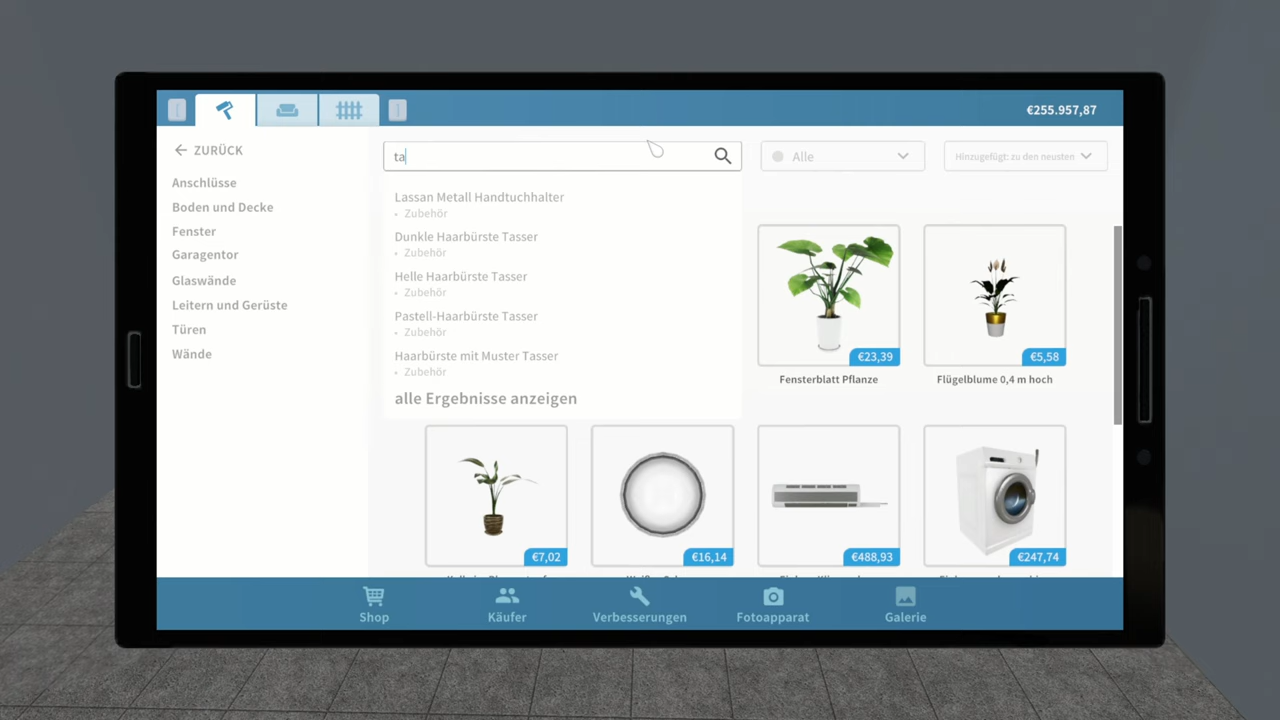 €255.957,87
ZURÜCK
Anschlüsse
Boden und Decke
Fenster
Garagentor
Glaswände
Leitern und Gerüste
Türen
Wände
ta
Alle
Hinzugefügt: zu den neusten
Lassan Metall Handtuchhalter
• Zubehör
Dunkle Haarbürste Tasser
• Zubehör
Helle Haarbürste Tasser
• Zubehör
Pastell-Haarbürste Tasser
• Zubehör
Haarbürste mit Muster Tasser
• Zubehör
alle Ergebnisse anzeigen
€23,39
Fensterblatt Pflanze
€5,58
Flügelblume 0,4 m hoch
€7,02
€16,14
€488,93
€247,74
Shop
Käufer
Verbesserungen
Fotoapparat
Galerie